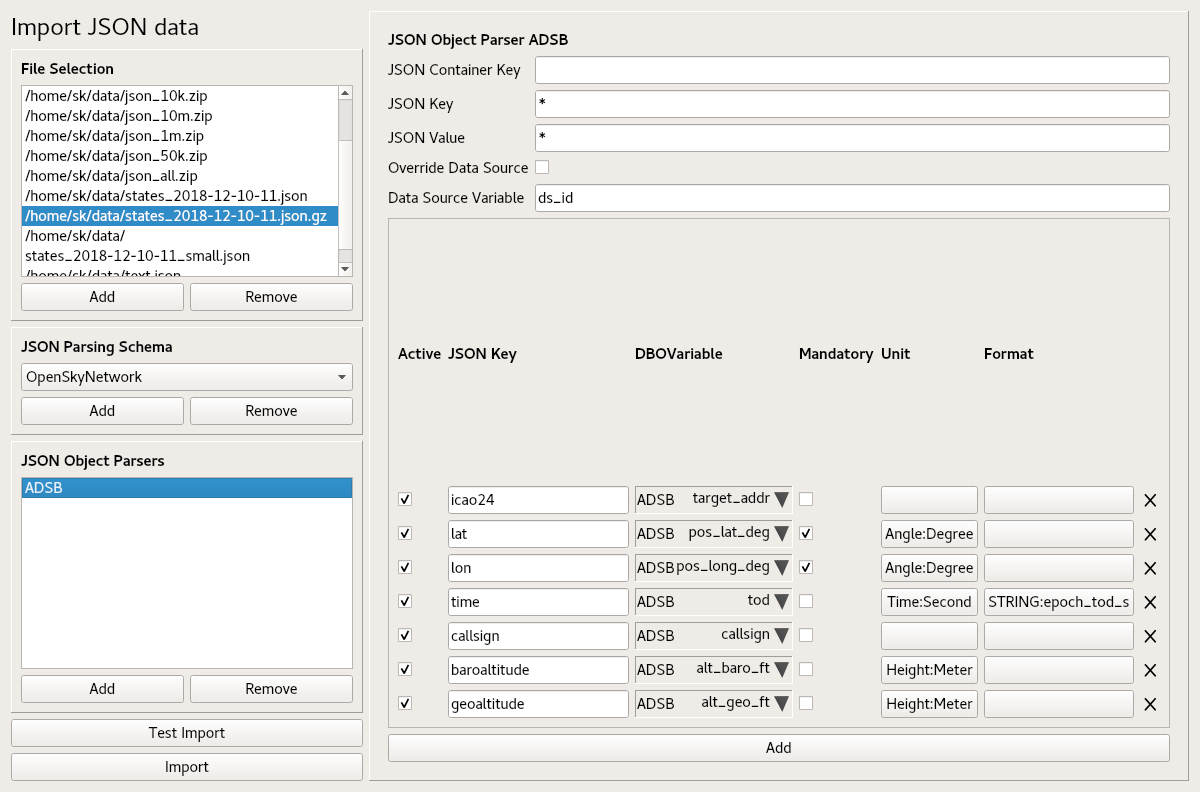 Import JSON data
File Selection
/home/sk/data/json_10k.zip
/home/sk/data/json_10m.zip
/home/sk/data/json_1m.zip
/home/sk/data/json_50k.zip
/home/sk/data/json_all.zip
/home/sk/data/states_2018-12-10-11.json
/home/sk/data/states_2018-12-10-11.json.gz
/home/sk/data/
states_2018-12-10-11_small.json
/home/sk/data/text.json
Add Remove
JSON Parsing Schema
OpenSkyNetwork
Add Remove
JSON Object Parsers
ADSB
Add Remove
Test Import
Import
JSON Object Parser ADSB
JSON Container Key
JSON Key *
JSON Value *
Override Data Source
Data Source Variable ds_id
Active JSON Key DBOVariable Mandatory Unit Format
icao24 ADSB target_addr
lat ADSB pos_lat_deg Angle:Degree
lon ADSB pos_long_deg Angle:Degree
time ADSB tod Time:Second STRING:epoch_tod_s
callsign ADSB callsign
baroaltitude ADSB alt_baro_ft Height:Meter
geoaltitude ADSB alt_geo_ft Height:Meter
Add